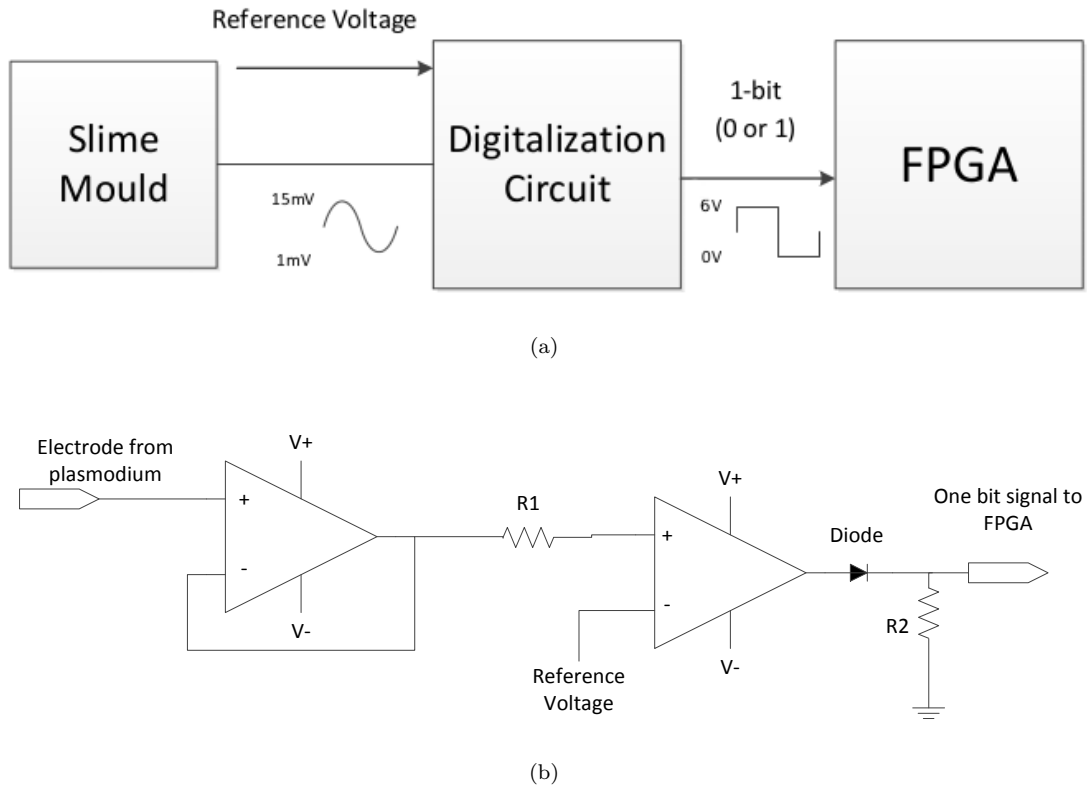 Reference Voltage
Slime
Mould
15mV
1mV
Digitalization
Circuit
1-bit
(0 or 1)
6V
0V
FPGA
(a)
Electrode from
plasmodium
V+
+
-
V-
R1
V+
+
-
V-
Reference
Voltage
Diode
One bit signal to
FPGA
R2
(b)